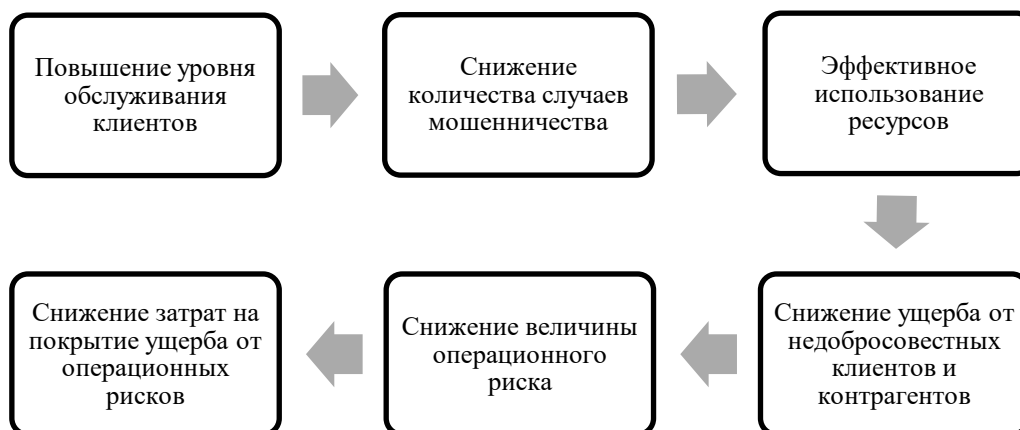 Повышение уровня
обслуживания
клиентов
Снижение
количества случаев
мошенничества
Эффективное
использование
ресурсов
Снижение ущерба от
недобросовестных
клиентов и
контрагентов
Снижение величины
операционного
риска
Снижение затрат на
покрытие ущерба от
операционных
рисков